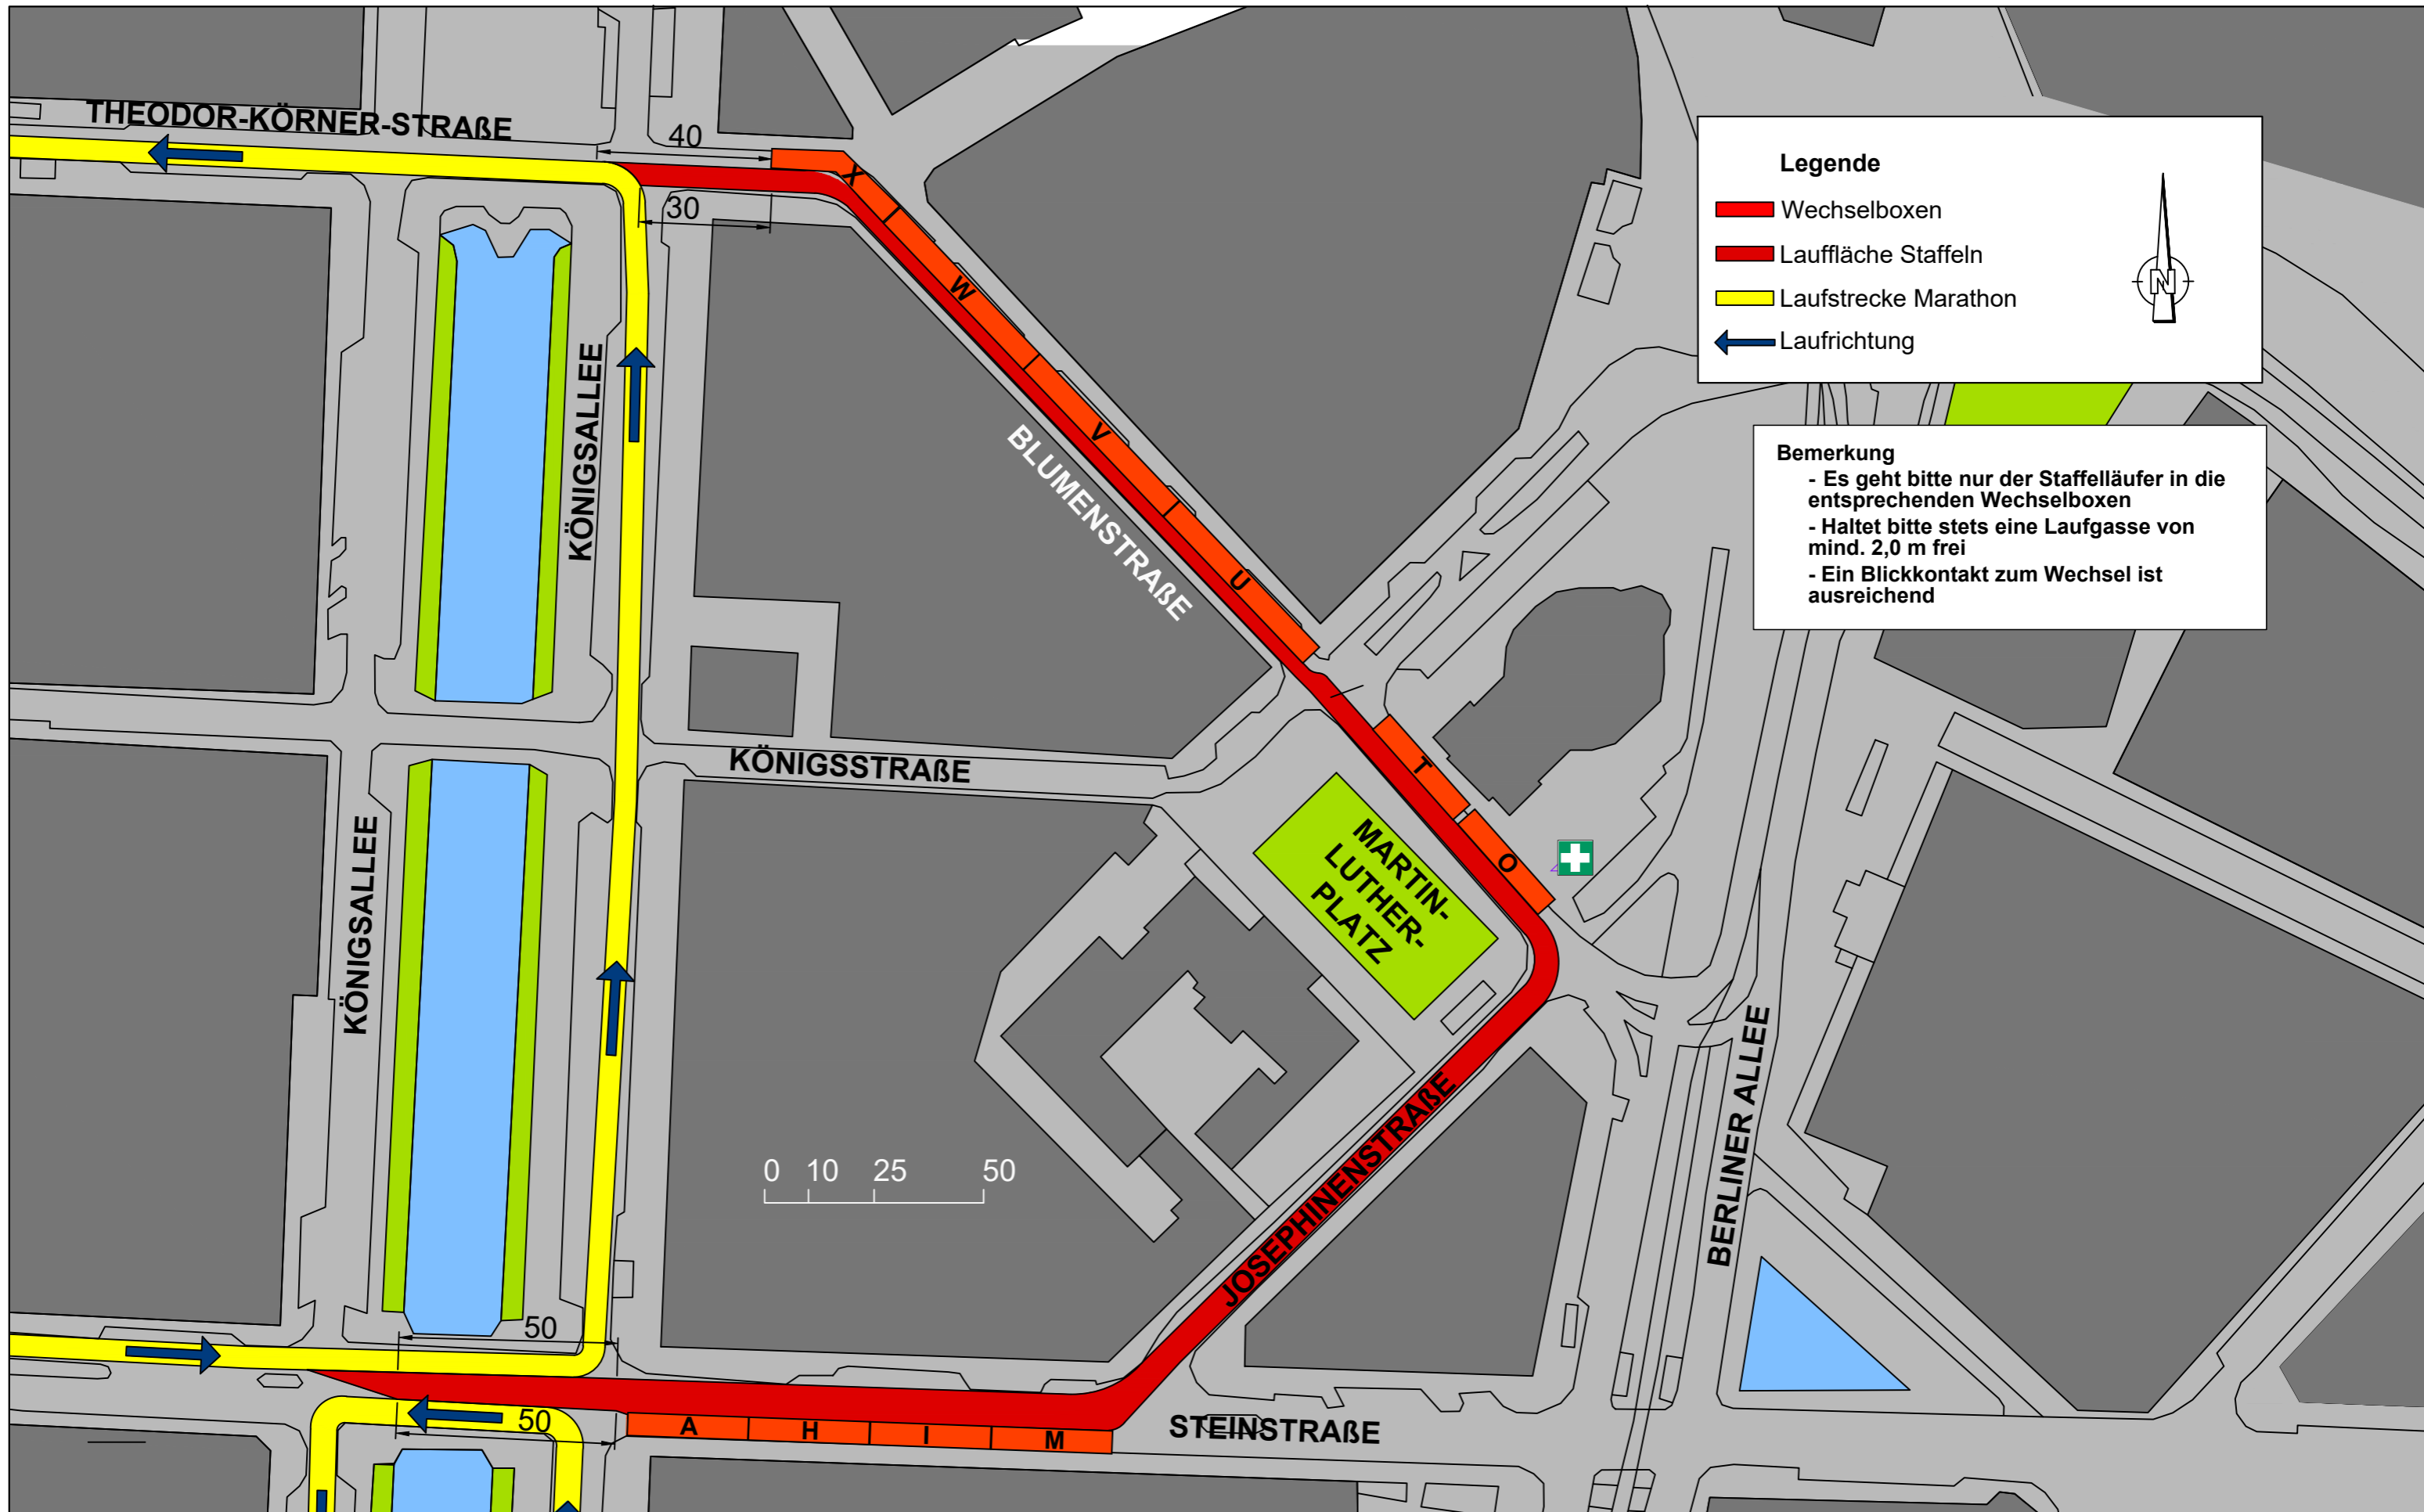 THEODOR-KÖRNER-STRAßE
40
30
X
W
V
U
T
O
KÖNIGSALLEE
BLUMENSTRAßE
KÖNIGSSTRAßE
KÖNIGSALLEE
MARTIN-
LUTHER-
PLATZ
JOSEPHINENSTRAßE
BERLINER ALLEE
0 10 25 50
50
50
A H I M
STEINSTRAßE
Legende
Wechselboxen
Lauffläche Staffeln
Laufstrecke Marathon
Laufrichtung
N
Bemerkung
- Es geht bitte nur der Staffelläufer in die
entsprechenden Wechselboxen
- Haltet bitte stets eine Laufgasse von
mind. 2,0 m frei
- Ein Blickkontakt zum Wechsel ist
ausreichend